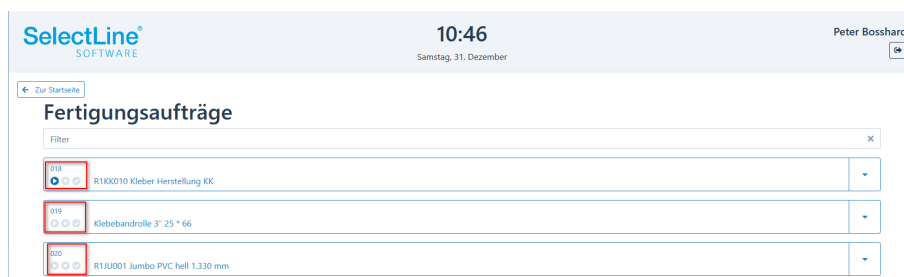 SelectLine®
SOFTWARE
10:46
Samstag, 31. Dezember
Peter Bosshard
Zur Startseite
Fertigungsaufträge
Filter
018
R1KK010 Kleber Herstellung KK
019
Klebebandrolle 3" 25 * 66
020
R1JU001 Jumbo PVC hell 1.330 mm